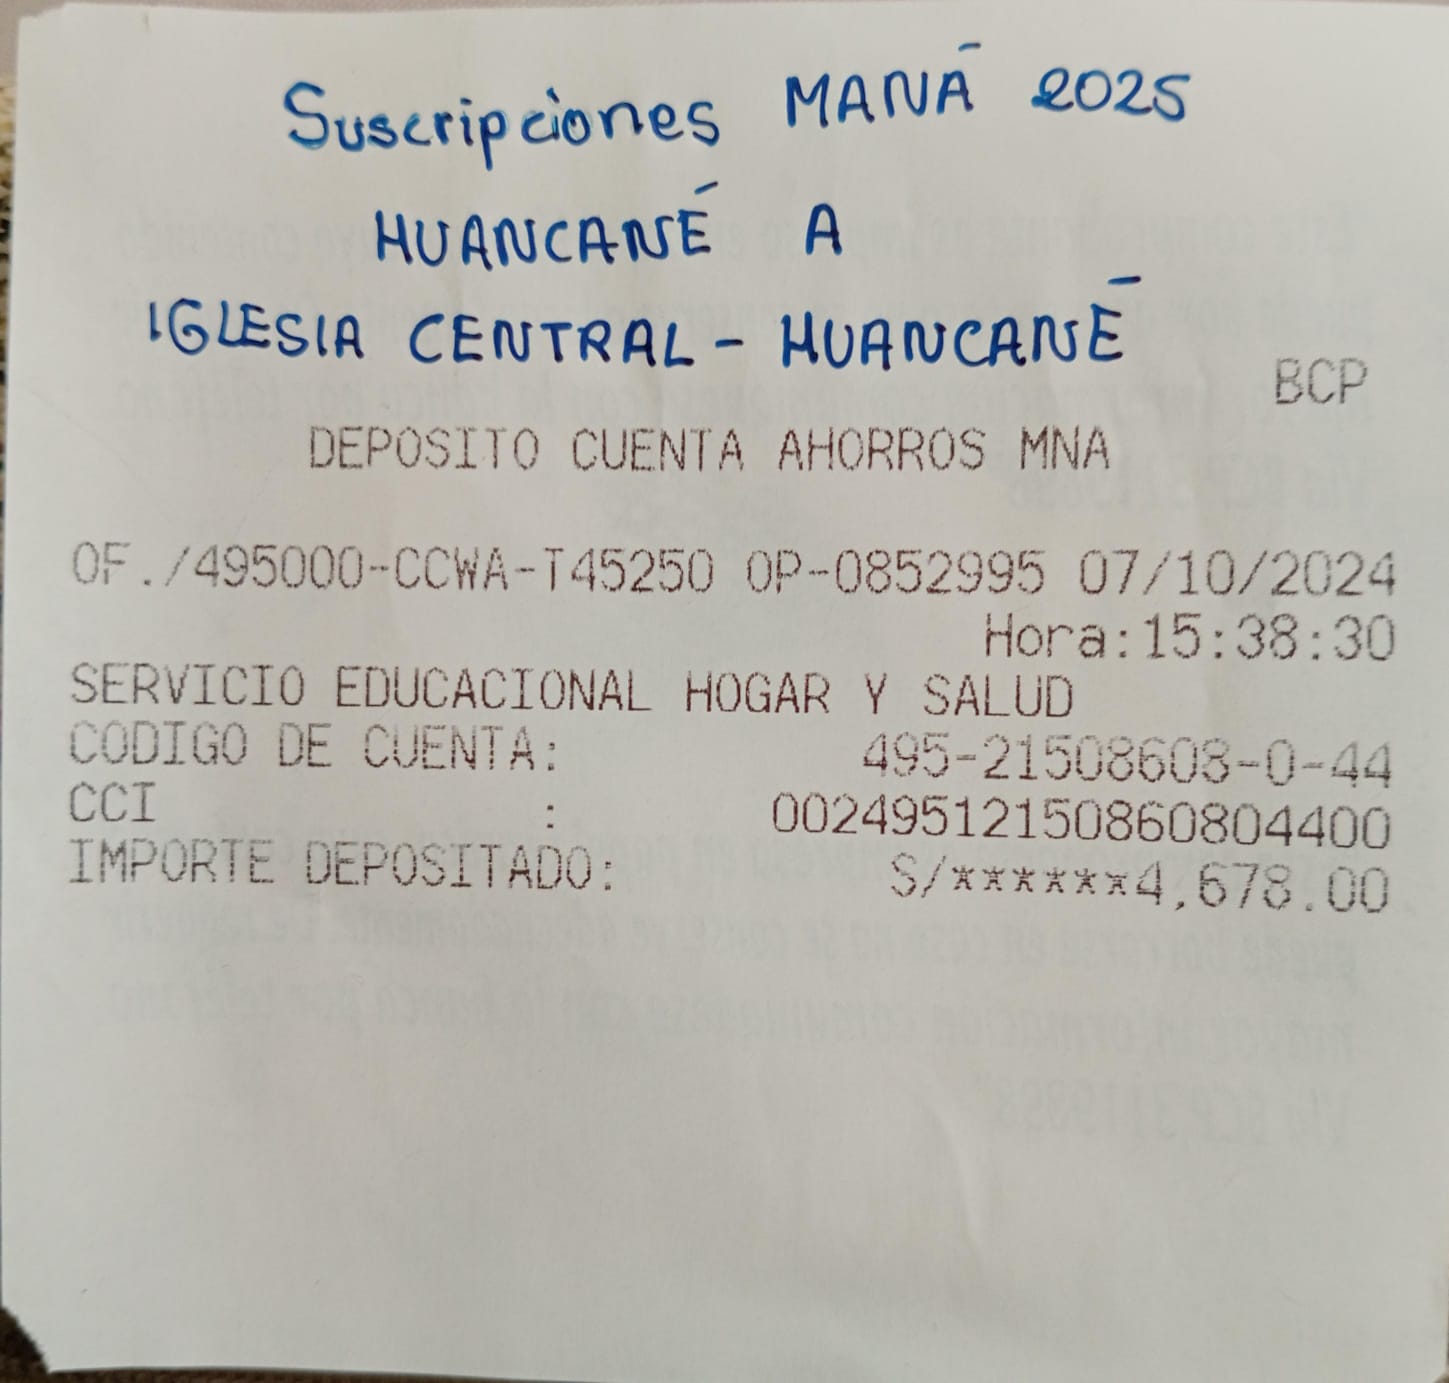 Suscripciones MANÁ 2025
HUANCANÉ A
IGLESIA CENTRAL - HUANCANÉ
BCP
DEPOSITO CUENTA AHORROS MNA
OF./495000-CCWA-T45250 OP-0852995 07/10/2024
Hora:15:38:30
SERVICIO EDUCACIONAL HOGAR Y SALUD
CODIGO DE CUENTA: 495-21508608-0-44
CCI : 00249512150860804400
IMPORTE DEPOSITADO: S/******4,678.00